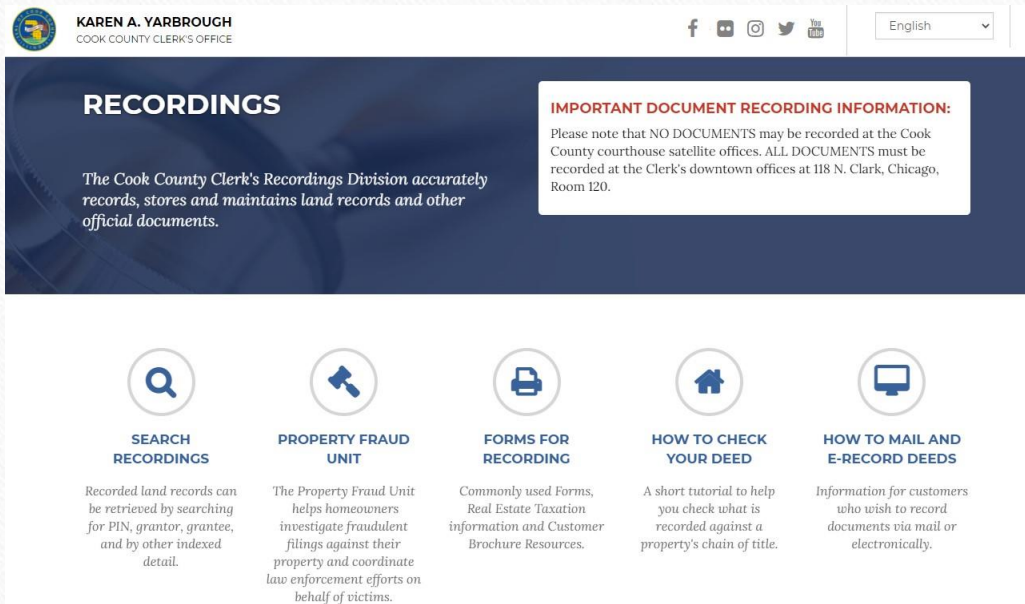 KAREN A. YARBROUGH
COOK COUNTY CLERK'S OFFICE
You
Tube
English
RECORDINGS
The Cook County Clerk's Recordings Division accurately
records, stores and maintains land records and other
official documents.
IMPORTANT DOCUMENT RECORDING INFORMATION:
Please note that NO DOCUMENTS may be recorded at the Cook
County courthouse satellite offices. ALL DOCUMENTS must be
recorded at the Clerk's downtown offices at 118 N. Clark, Chicago,
Room 120.
SEARCH
RECORDINGS
Recorded land records can
be retrieved by searching
for PIN, grantor, grantee,
and by other indexed
detail.
PROPERTY FRAUD
UNIT
The Property Fraud Unit
helps homeowners
investigate fraudulent
filings against their
property and coordinate
law enforcement efforts on
behalf of victims.
FORMS FOR
RECORDING
Commonly used Forms,
Real Estate Taxation
information and Customer
Brochure Resources.
HOW TO CHECK
YOUR DEED
A short tutorial to help
you check what is
recorded against a
property's chain of title.
HOW TO MAIL AND
E-RECORD DEEDS
Information for customers
who wish to record
documents via mail or
electronically.